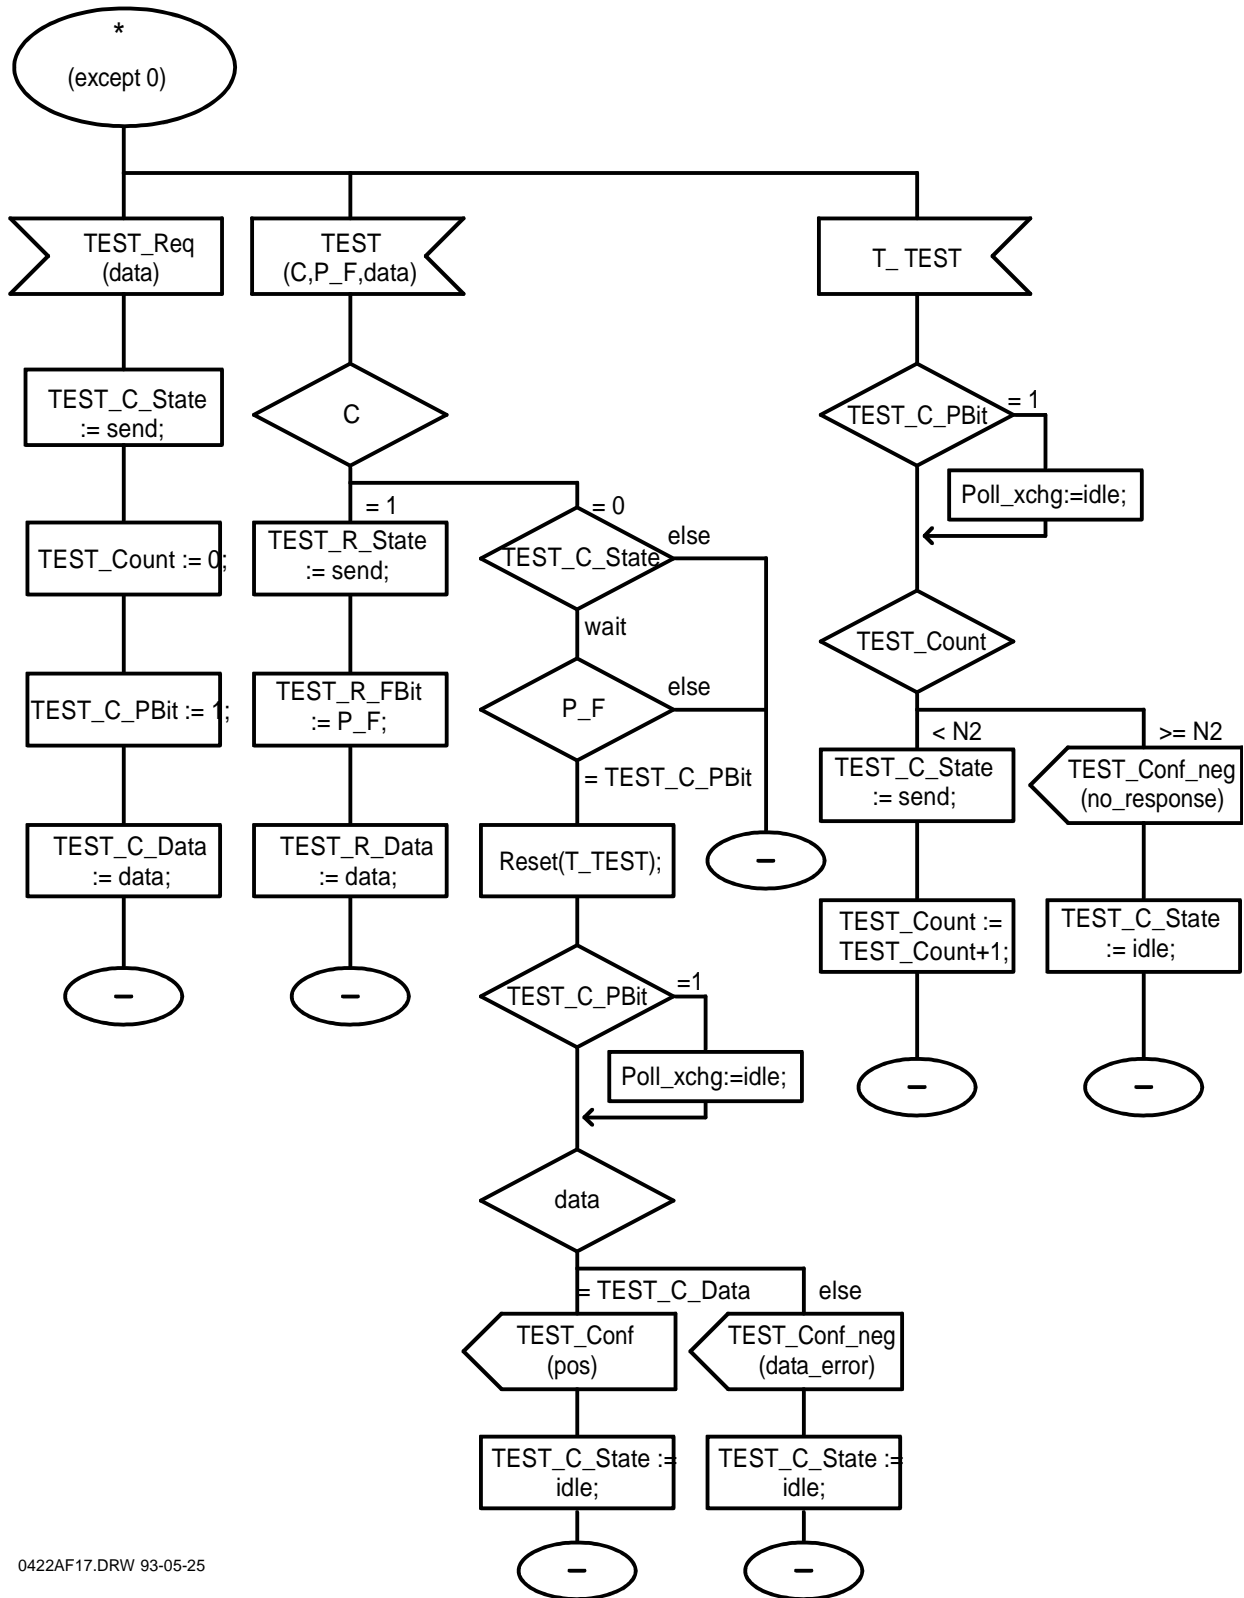 *
(except 0)
TEST_Req
(data)
TEST
(C,P_F,data)
T_ TEST
TEST_C_State
:= send;
C
TEST_C_PBit
= 1
Poll_xchg:=idle;
= 1
= 0
TEST_Count := 0;
TEST_R_State
:= send;
TEST_C_State
else
wait
TEST_Count
TEST_C_PBit := 1;
TEST_R_FBit
:= P_F;
P_F
else
= TEST_C_PBit
< N2
>= N2
TEST_C_State
:= send;
TEST_Conf_neg
(no_response)
TEST_C_Data
:= data;
TEST_R_Data
:= data;
Reset(T_TEST);
–
TEST_Count :=
TEST_Count+1;
TEST_C_State
:= idle;
–
–
TEST_C_PBit
=1
Poll_xchg:=idle;
–
–
data
= TEST_C_Data
else
TEST_Conf
(pos)
TEST_Conf_neg
(data_error)
TEST_C_State :=
idle;
TEST_C_State :=
idle;
–
–
0422AF17.DRW 93-05-25